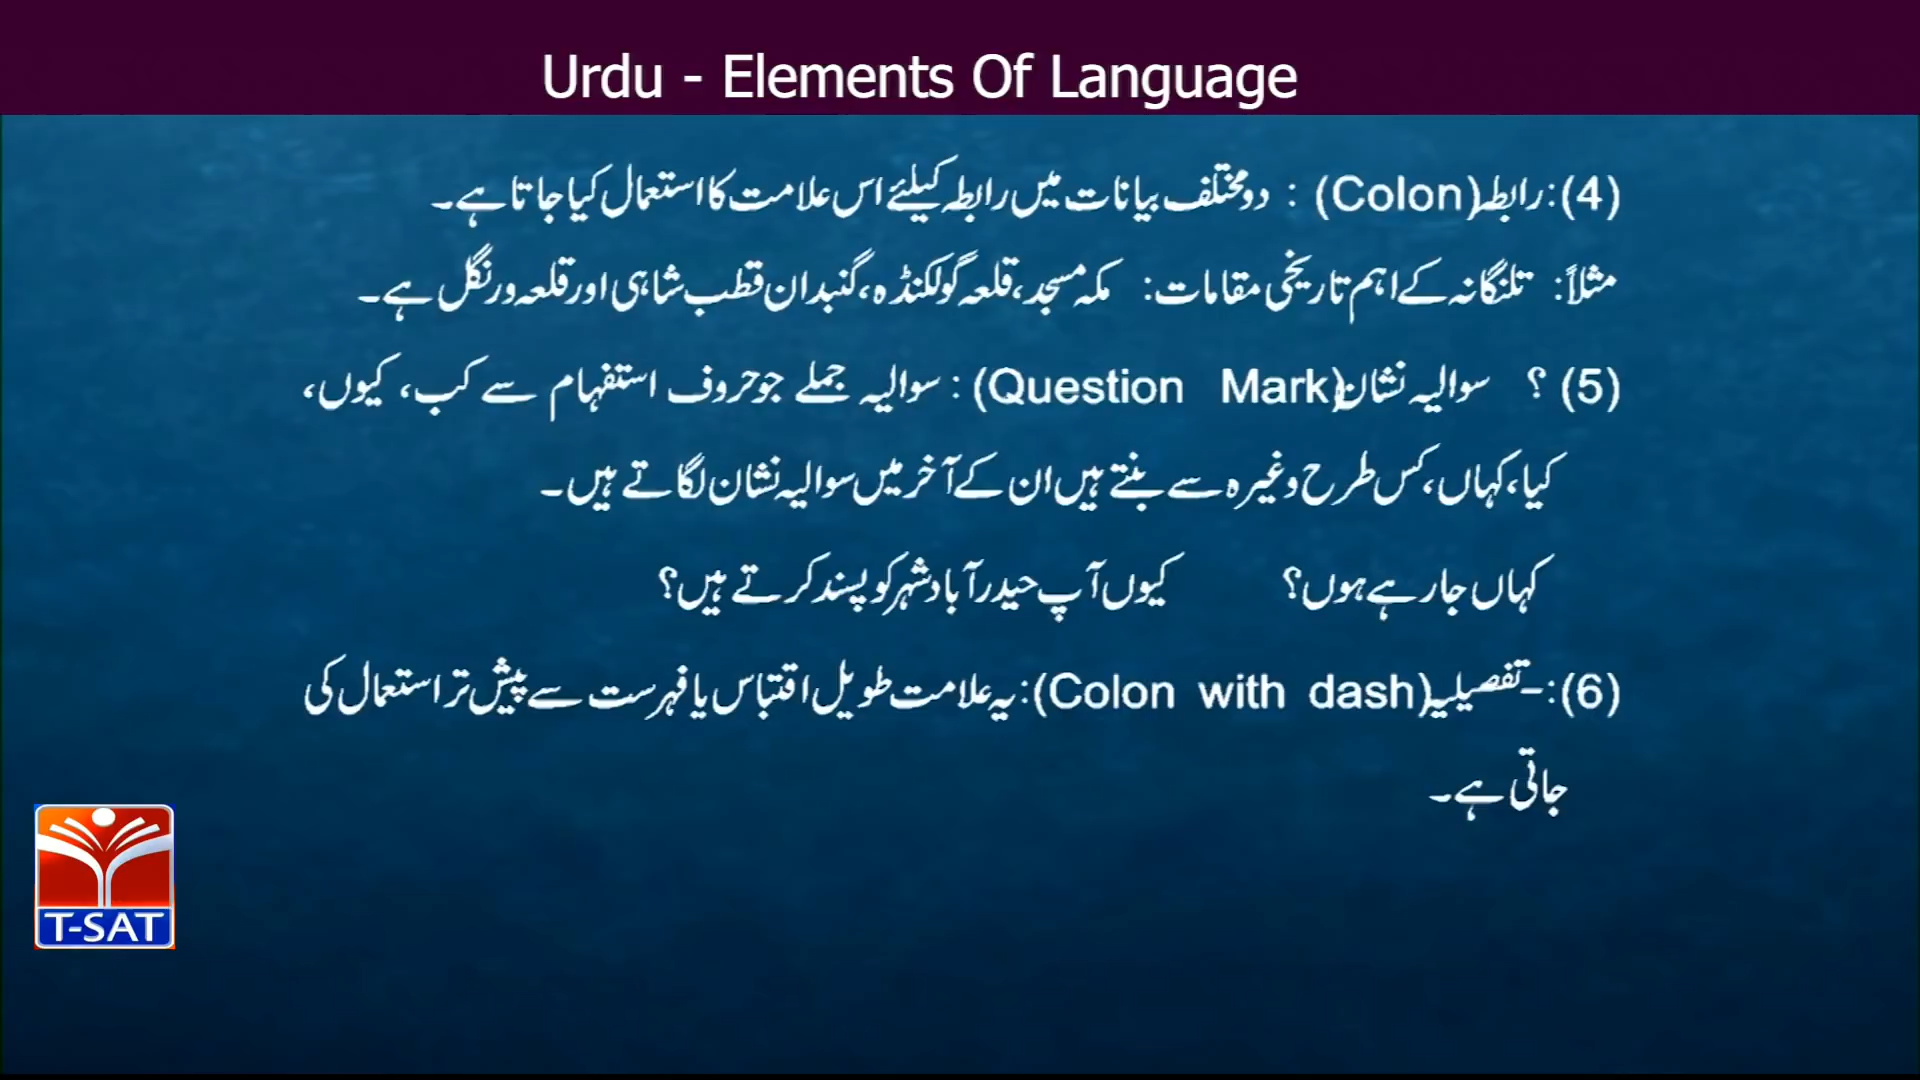 Urdu - Elements Of Language
(4): رابطہ(Colon) : دو مختلف بیانات میں رابطہ کیلئے اس علامت کا استعمال کیا جاتا ہے۔
مثلاً: تلنگانہ کے اہم تاریخی مقامات: مکہ مسجد، قلعہ گولکنڈہ، گنبدان قطب شاہی اور قلعہ ورنگل ہے۔
(5) ؟ سوالیہ نشان(Question Mark): سوالیہ جملے جو حروف استفہام سے کب، کیوں،
کیا، کہاں، کس طرح وغیرہ سے بنتے ہیں ان کے آخر میں سوالیہ نشان لگاتے ہیں۔
کہاں جا رہے ہوں؟ کیوں آپ حیدرآباد شہر کو پسند کرتے ہیں؟
(6):- تفصیلیہ(Colon with dash): یہ علامت طویل اقتباس یا فہرست سے پیش تر استعمال کی
جاتی ہے۔
T-SAT